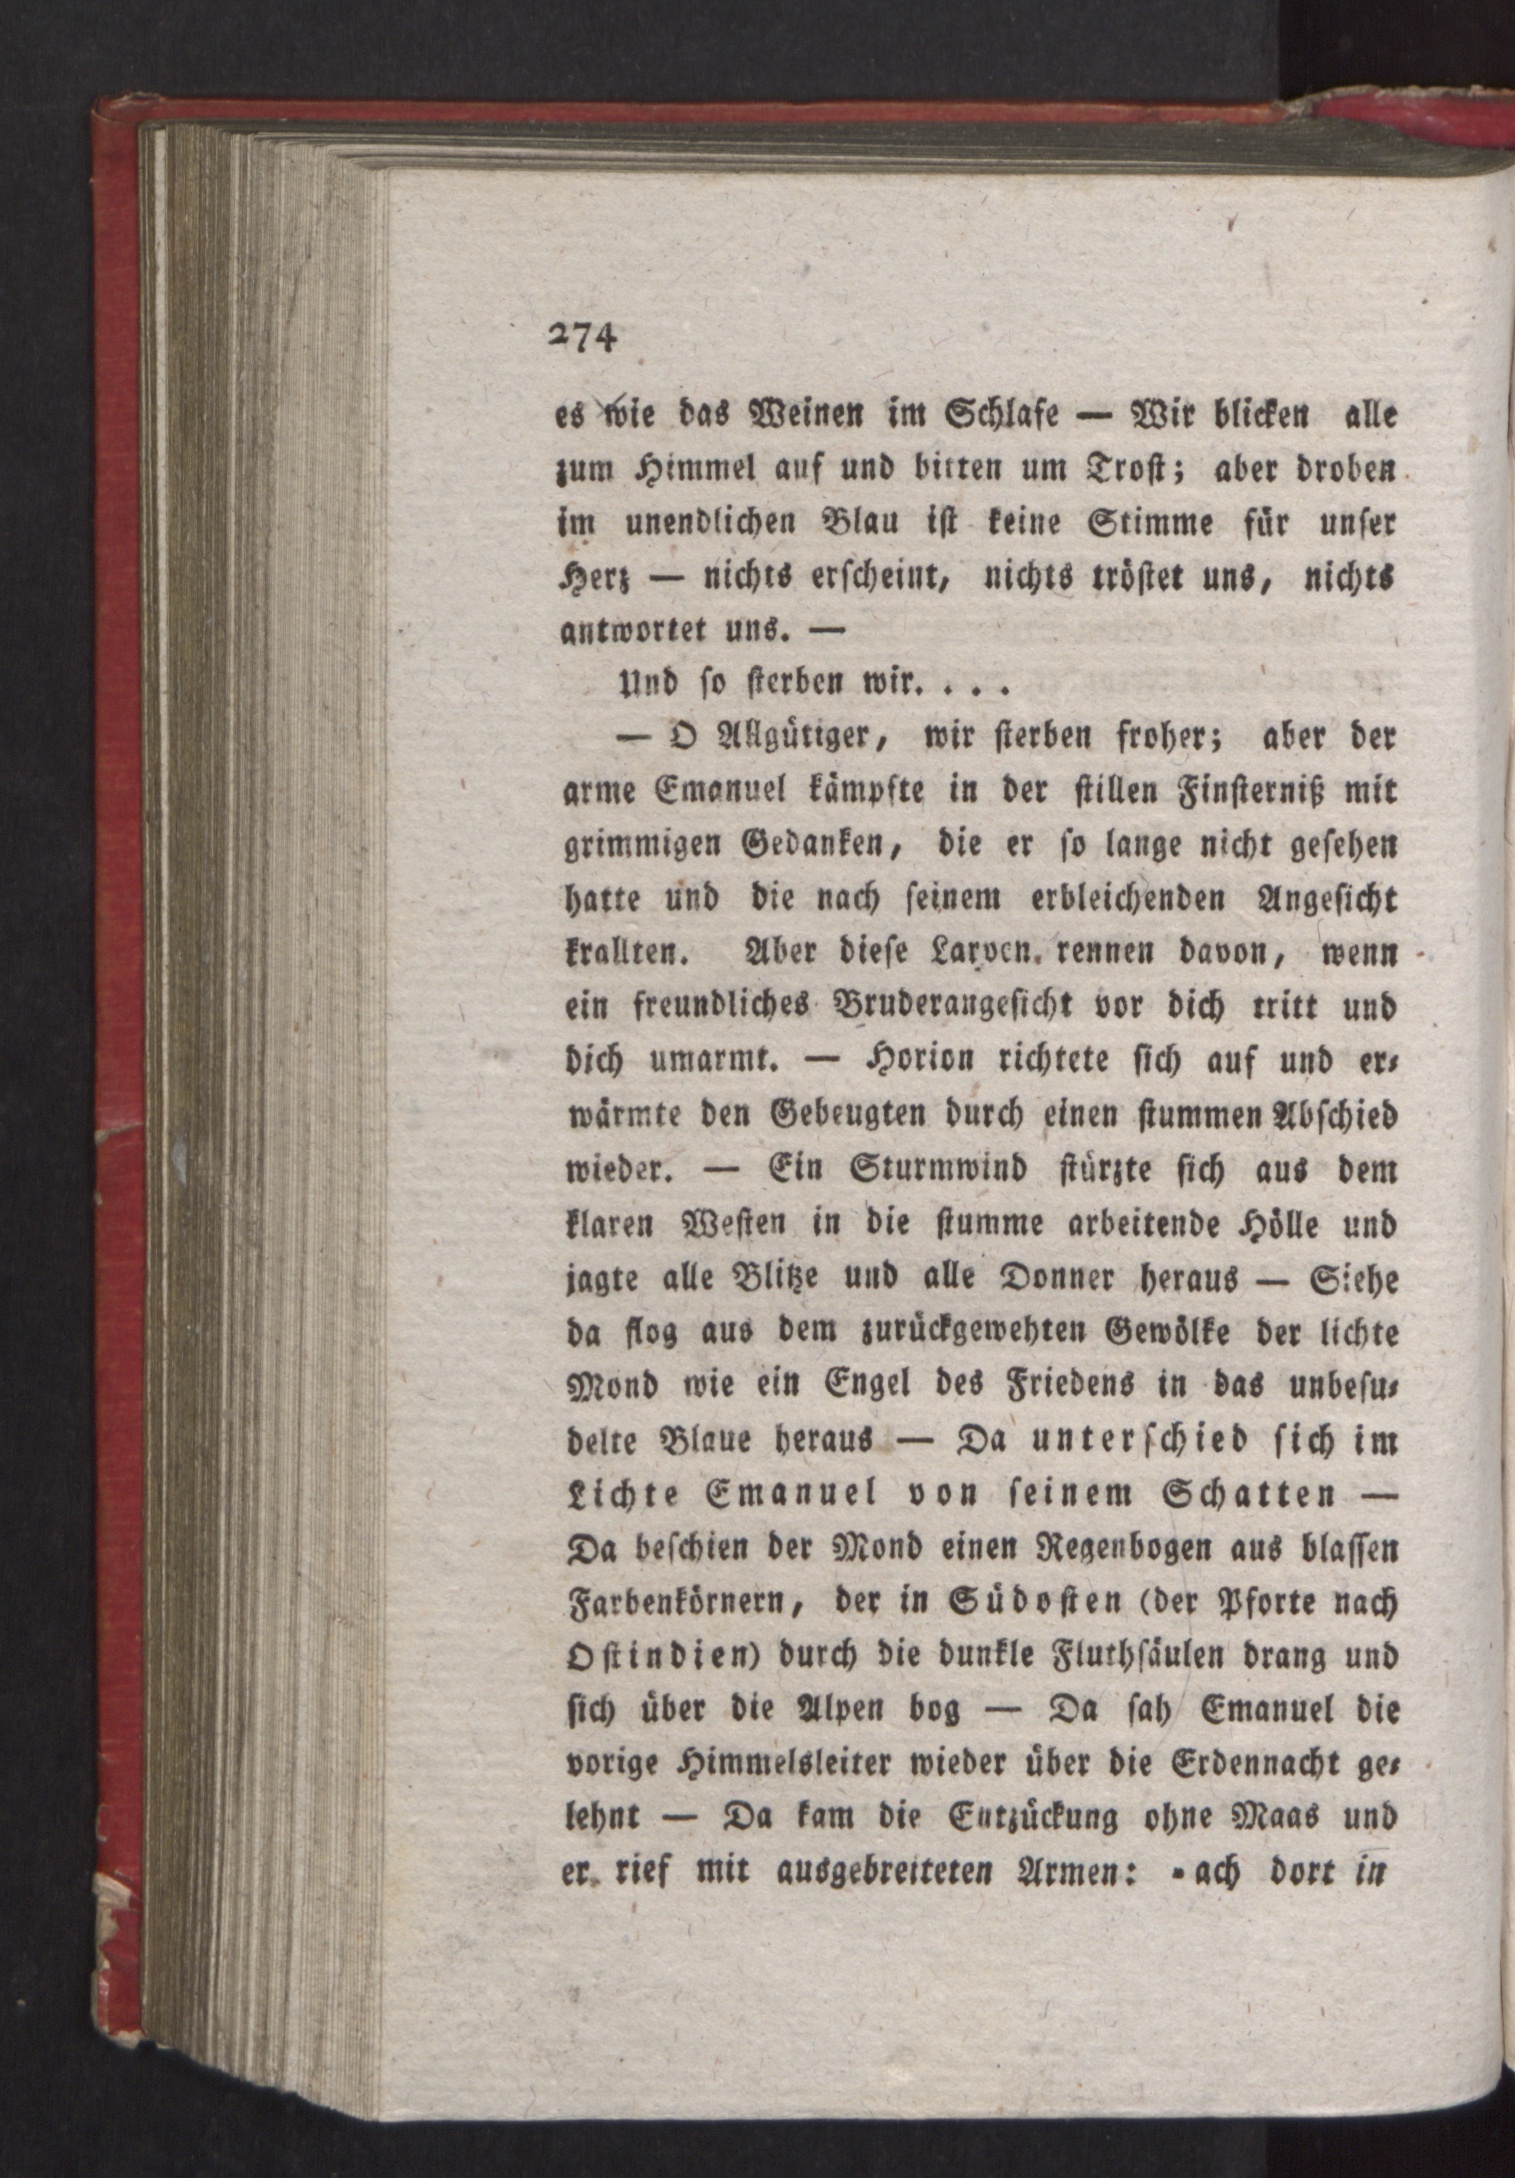 274
es wie das Weinen im Schlafe — Wir blicken alle
zum Himmel auf und bitten um Troſt; aber droben
im unendlichen Blau iſt keine Stimme für unſer
Herz — nichts erſcheint, nichts tröſtet uns, nichts
antwortet uns. —
Und ſo ſterben wir. . . .
— O Allgütiger, wir ſterben froher; aber der
arme Emanuel kämpfte in der ſtillen Finſterniß mit
grimmigen Gedanken, die er ſo lange nicht geſehen
hatte und die nach ſeinem erbleichenden Angeſicht
krallten. Aber dieſe Larven, rennen davon, wenn
ein freundliches Bruderangeſicht vor dich tritt und
dich umarmt. — Horion richtete ſich auf und er⸗
wärmte den Gebeugten durch einen ſtummen Abſchied
wieder. — Ein Sturmwind ſtürzte ſich aus dem
klaren Weſten in die ſtumme arbeitende Hölle und
jagte alle Blitze und alle Donner heraus — Siehe
da flog aus dem zurückgewehten Gewölke der lichte
Mond wie ein Engel des Friedens in das unbeſu⸗
delte Blaue heraus — Da unterſchied ſich im
Lichte Emanuel von ſeinem Schatten —
Da beſchien der Mond einen Regenbogen aus blaſſen
Farbenkörnern, der in Südoſten (der Pforte nach
Oſtindien) durch die dunkle Fluthſäulen drang und
ſich über die Alpen bog — Da ſah Emanuel die
vorige Himmelsleiter wieder über die Erdennacht ge⸗
lehnt — Da kam die Entzückung ohne Maas und
er rief mit ausgebreiteten Armen: »ach dort in